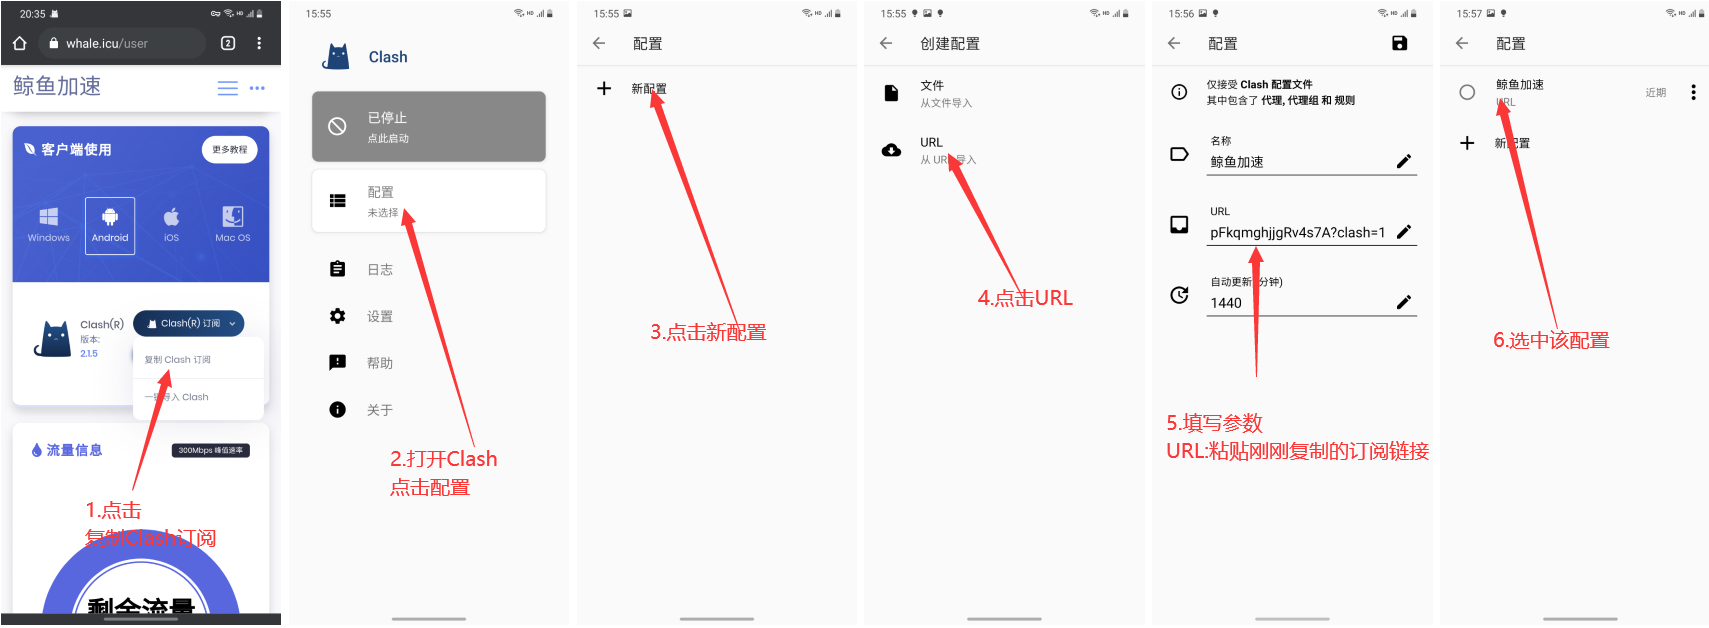 20:35
whale.icu/user
2
鲸鱼加速
客户端使用
更多教程
Windows
Android
iOS
Mac OS
Clash(R)
版本:
2.1.5
Clash(R) 订阅
复制 Clash 订阅
一键导入 Clash
流量信息
300Mbps 峰值速率
1.点击
复制Clash订阅
剩余流量
15:55
Clash
已停止
点此启动
配置
未选择
日志
设置
帮助
关于
2.打开Clash
点击配置
15:55
配置
新配置
3.点击新配置
15:55
创建配置
文件
从文件导入
URL
从 URL 导入
4.点击URL
15:56
配置
仅接受 Clash 配置文件
其中包含了 代理, 代理组 和 规则
名称
鲸鱼加速
URL
pFkqmghjjgRv4s7A?clash=1
自动更新(分钟)
1440
5.填写参数
URL:粘贴刚刚复制的订阅链接
15:57
配置
鲸鱼加速
URL
近期
新配置
6.选中该配置